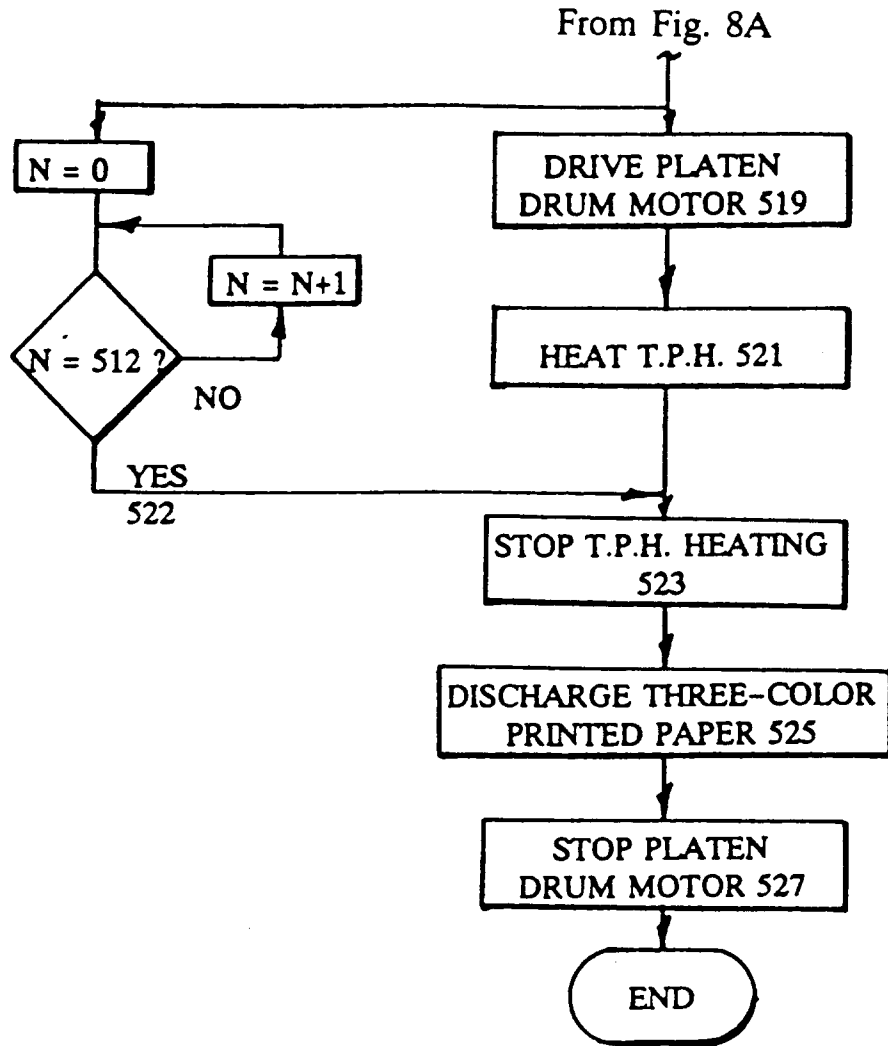 From Fig. 8A
N = 0
DRIVE PLATEN
DRUM MOTOR 519
N = N+1
N = 512 ?
NO
HEAT T.P.H. 521
YES
522
STOP T.P.H. HEATING
523
DISCHARGE THREE-COLOR
PRINTED PAPER 525
STOP PLATEN
DRUM MOTOR 527
END